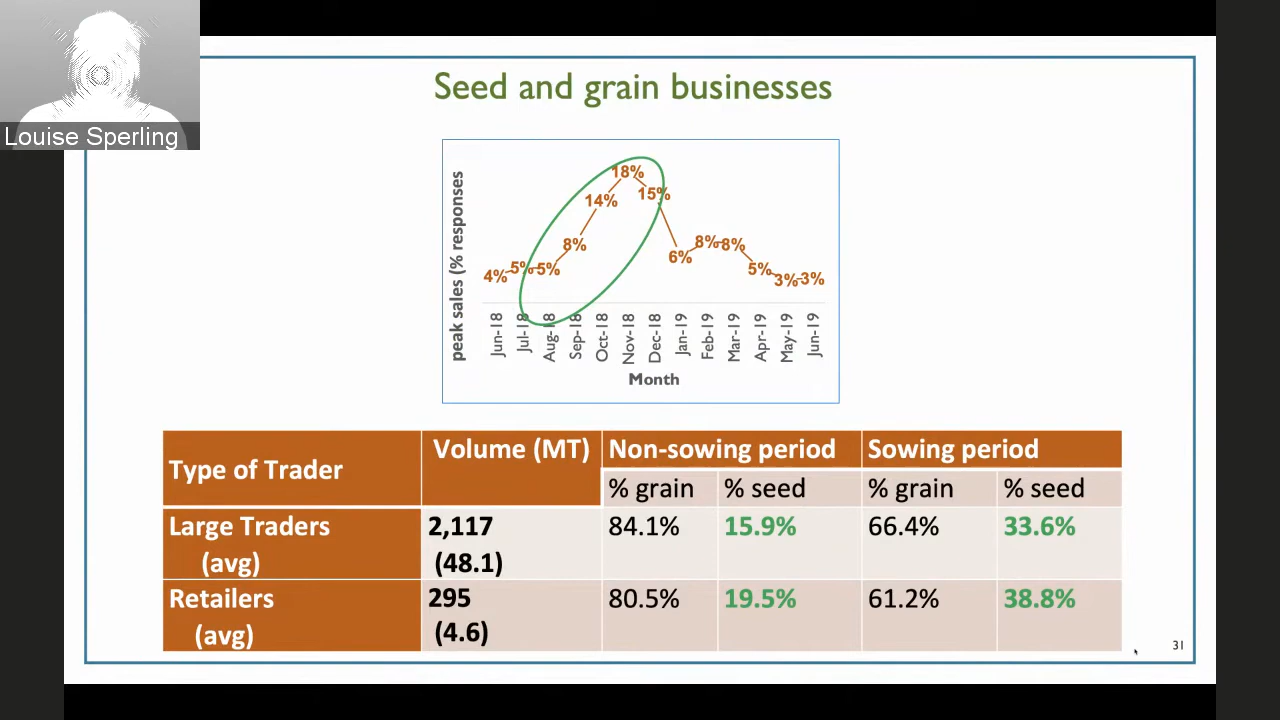 Louise Sperling
Seed and grain businesses
peak sales (% responses
4% 5% 5% 8% 14% 18% 15% 6% 8% 8% 5% 3% 3%
Jun-18 Jul-18 Aug-18 Sep-18 Oct-18 Nov-18 Dec-18 Jan-19 Feb-19 Mar-19 Apr-19 May-19 Jun-19
Month
Type of Trader Volume (MT) Non-sowing period Sowing period
% grain % seed % grain % seed
Large Traders 2,117 84.1% 15.9% 66.4% 33.6%
(avg) (48.1)
Retailers 295 80.5% 19.5% 61.2% 38.8%
(avg) (4.6)
31